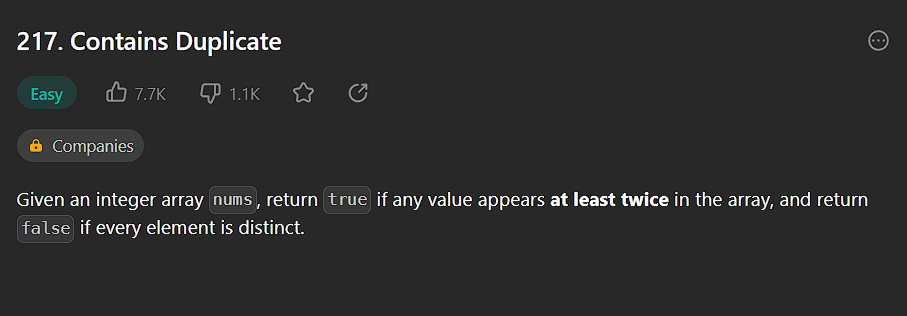 217. Contains Duplicate
Easy 7.7K 1.1K
Companies
Given an integer array nums, return true if any value appears at least twice in the array, and return
false if every element is distinct.